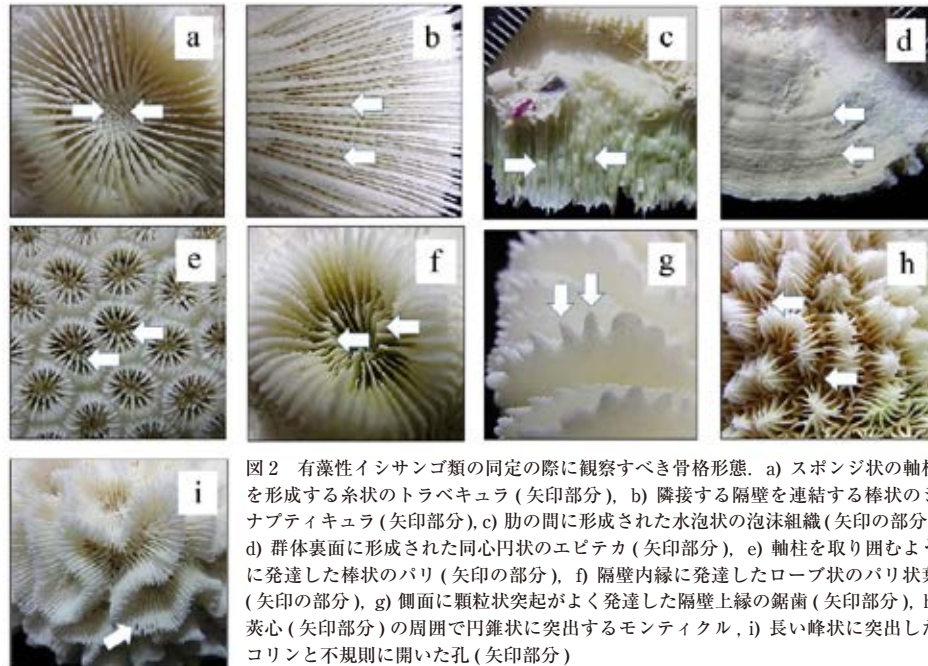 a
b
c
d
e
f
g
h
i
図2 有藻性イシサンゴ類の同定の際に観察すべき骨格形態. a) スポンジ状の軸柱
を形成する糸状のトラベキュラ (矢印部分), b) 隣接する隔壁を連結する棒状のシ
ナプティキュラ (矢印部分), c) 肋の間に形成された水泡状の泡沫組織 (矢印の部分
d) 群体裏面に形成された同心円状のエピテカ (矢印部分), e) 軸柱を取り囲むよう
に発達した棒状のパリ (矢印の部分), f) 隔壁内縁に発達したローブ状のパリ状葉
(矢印の部分), g) 側面に顆粒状突起がよく発達した隔壁上縁の鋸歯 (矢印部分), h
莢心 (矢印部分) の周囲で円錐状に突出するモンティクル, i) 長い峰状に突出した
コリンと不規則に開いた孔 (矢印部分)